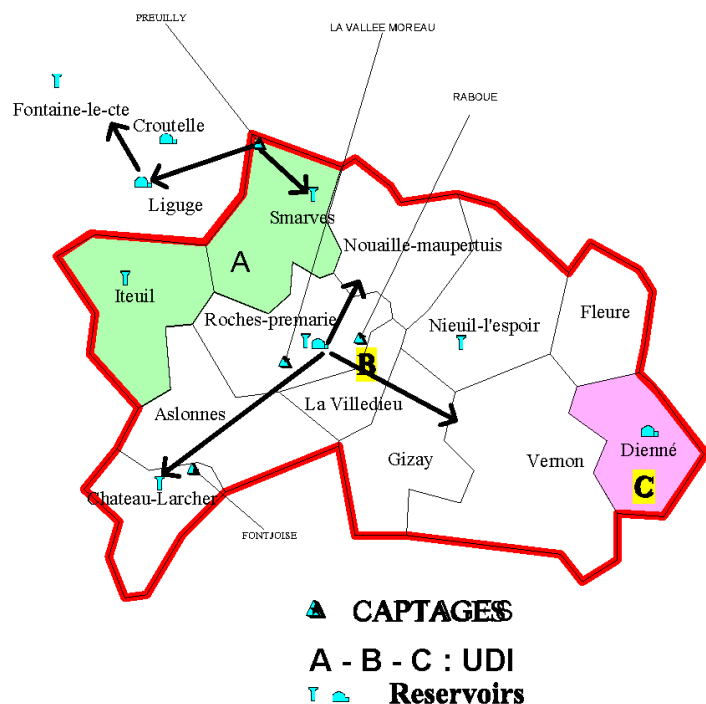 PREUILLY
LA VALLEE MOREAU
RABOUE
Fontaine-le-cte
Croutelle
Liguge
Smarves
Nouaille-maupertuis
A
Iteuil
Fleure
Roches-premarie
Nieuil-l'espoir
B
La Villedieu
Aslonnes
Dienné
Gizay
Vernon
C
Chateau-Larcher
FONTJOISE
CAPTAGES
A - B - C : UDI
Reservoirs